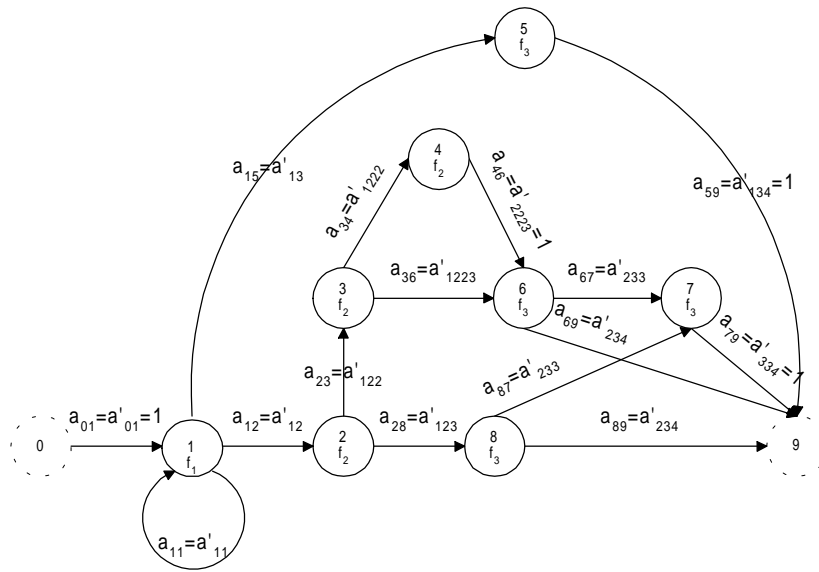 5
f₃
4
f₂
a₁₅=a'₁₃
a₃₄=a'₁₂₂₂
a₄₆=a'₂₂₂₃=1
a₅₉=a'₁₃₄=1
3
f₂
a₃₆=a'₁₂₂₃
6
f₃
a₆₇=a'₂₃₃
7
f₃
a₆₉=a'₂₃₄
a₇₉=a'₃₃₄=1
a₂₃=a'₁₂₂
a₈₇=a'₂₃₃
0
a₀₁=a'₀₁=1
1
f₁
a₁₂=a'₁₂
2
f₂
a₂₈=a'₁₂₃
8
f₃
a₈₉=a'₂₃₄
9
a₁₁=a'₁₁